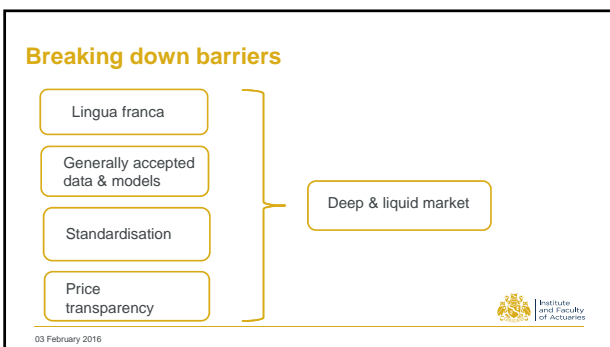 Breaking down barriers
Lingua franca
Generally accepted
data & models
Standardisation
Price
transparency
Deep & liquid market
Institute
and Faculty
of Actuaries
03 February 2016